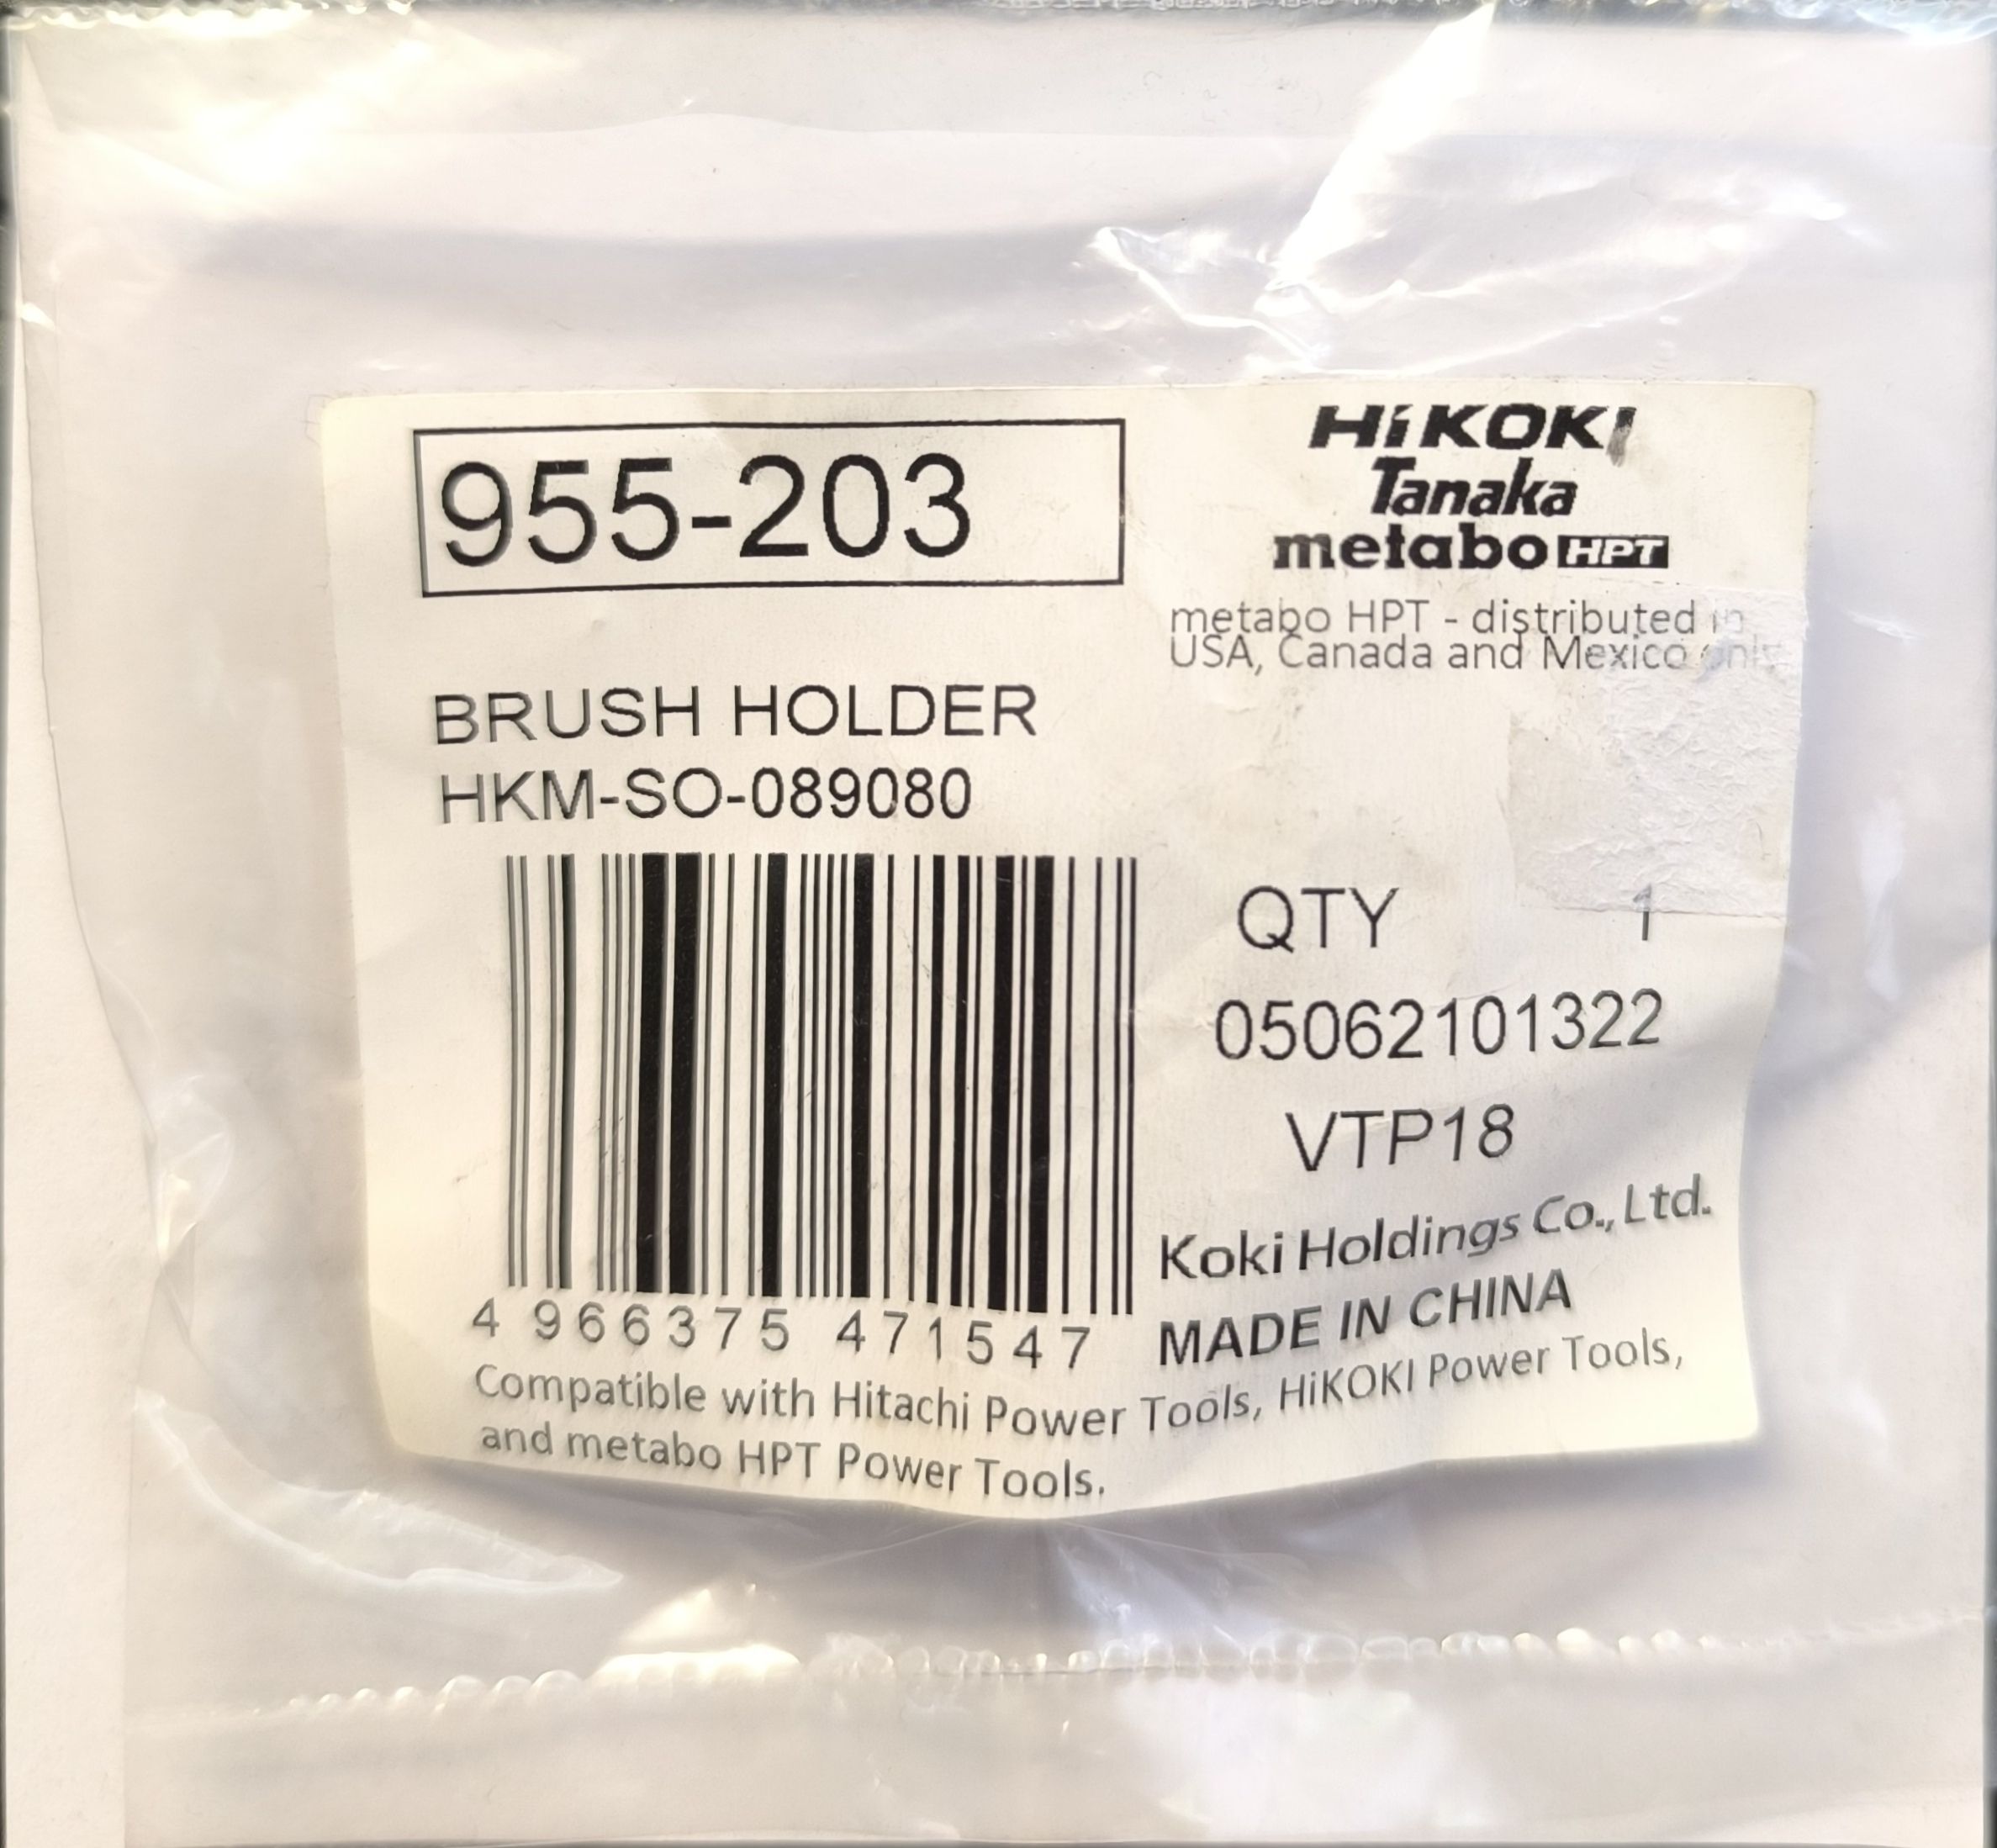 955-203
HiKOKI
Tanaka
metabo HPT
metabo HPT - distributed in
USA, Canada and Mexico only
BRUSH HOLDER
HKM-SO-089080
QTY 1
05062101322
VTP18
Koki Holdings Co., Ltd.
MADE IN CHINA
4 966375 471547
Compatible with Hitachi Power Tools, HiKOKI Power Tools,
and metabo HPT Power Tools.